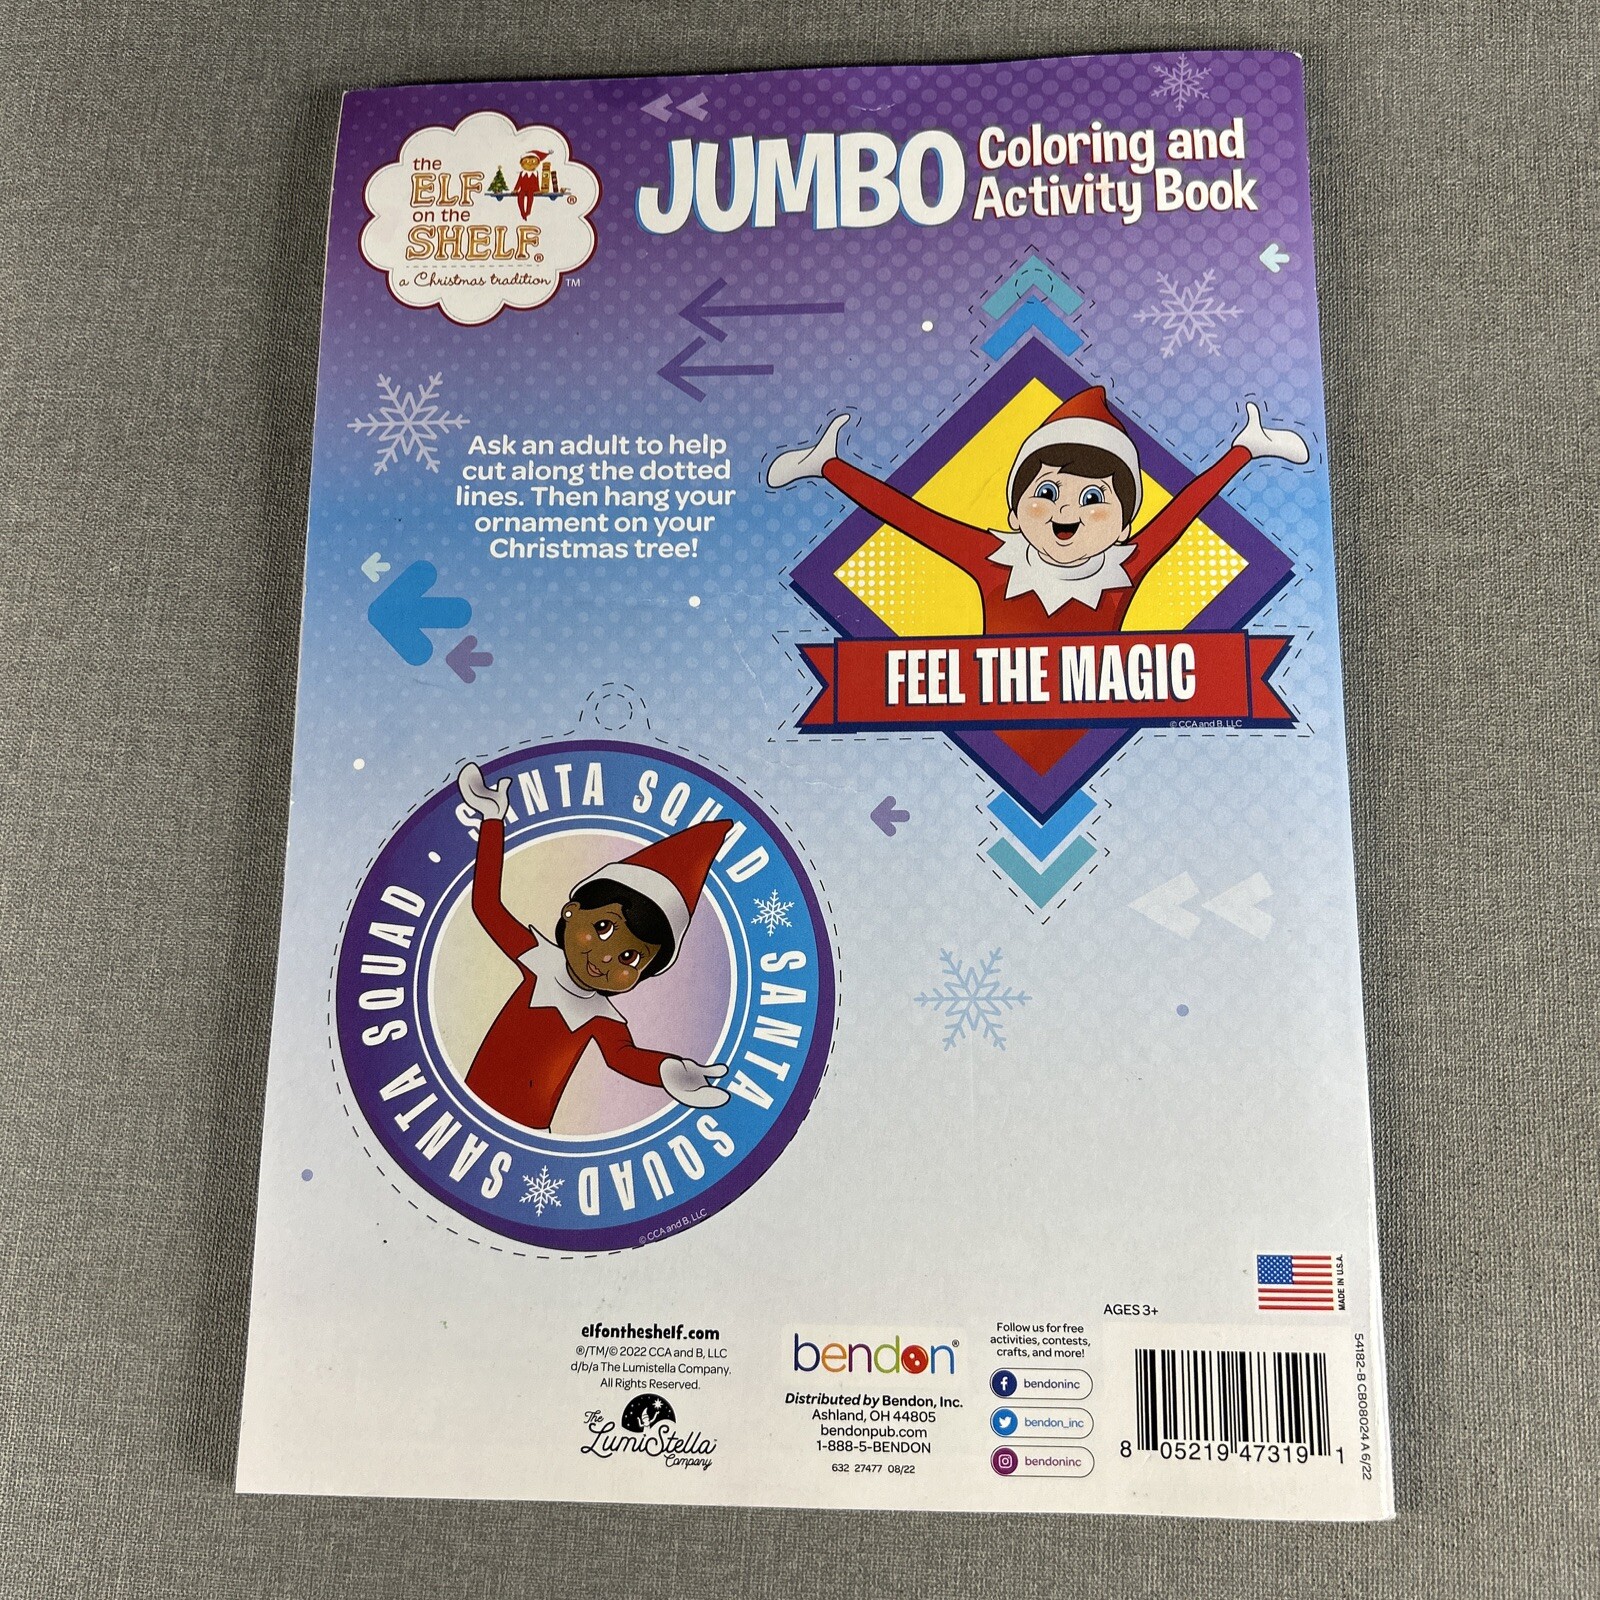 the
ELF
on the
SHELF®
a Christmas tradition ™
®
JUMBO
Coloring and
Activity Book
Ask an adult to help
cut along the dotted
lines. Then hang your
ornament on your
Christmas tree!
FEEL THE MAGIC
© CCA and B, LLC
SANTA SQUAD
SANTA SQUAD
SANTA SQUAD
© CCA and B, LLC
MADE IN U.S.A.
AGES 3+
elfontheshelf.com
®/TM/© 2022 CCA and B, LLC
d/b/a The Lumistella Company.
All Rights Reserved.
The
LumiStella™
Company
bendon®
Distributed by Bendon, Inc.
Ashland, OH 44805
bendonpub.com
1-888-5-BENDON
632 27477 08/22
Follow us for free
activities, contests,
crafts, and more!
f bendoninc
bendon_inc
bendoninc
8 05219 47319 1
54182-B CB08024 A 6/22